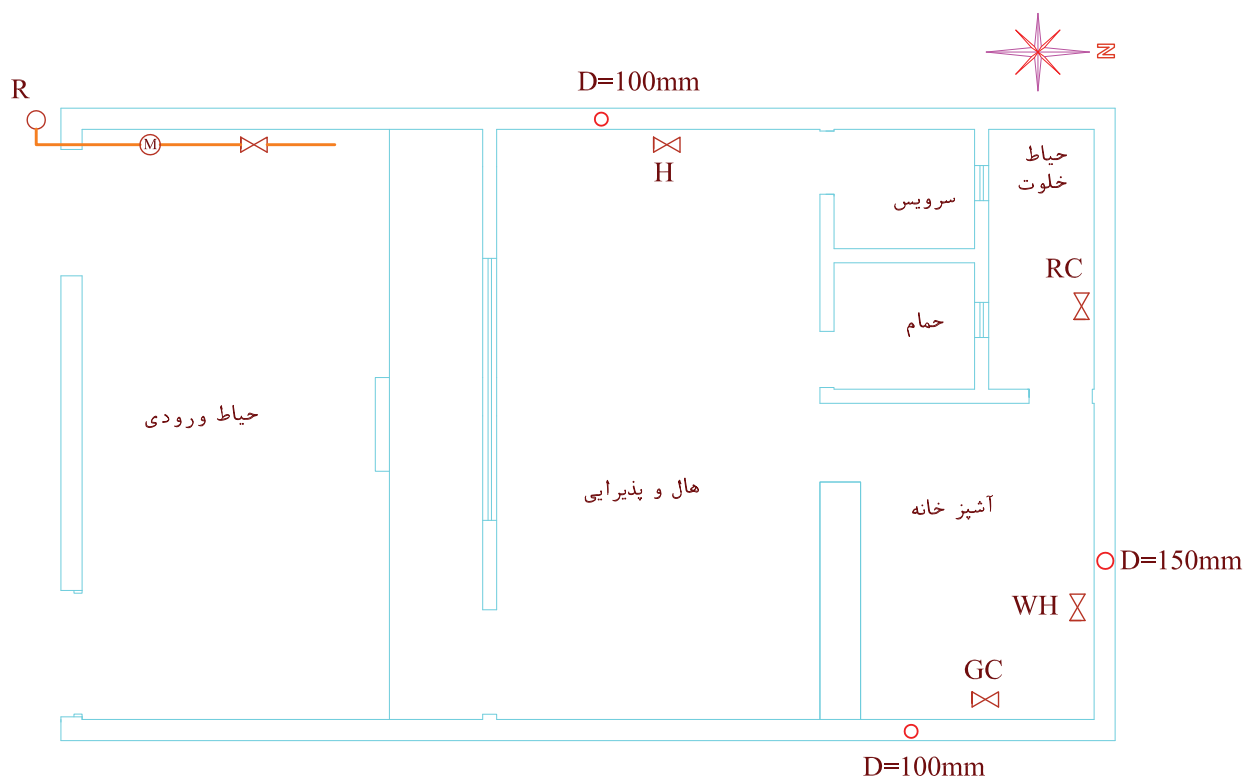 N
R
D=100mm
M
H
حیاط
خلوت
سرویس
RC
حمام
حیاط ورودی
هال و پذیرایی
آشپز خانه
D=150mm
WH
GC
D=100mm